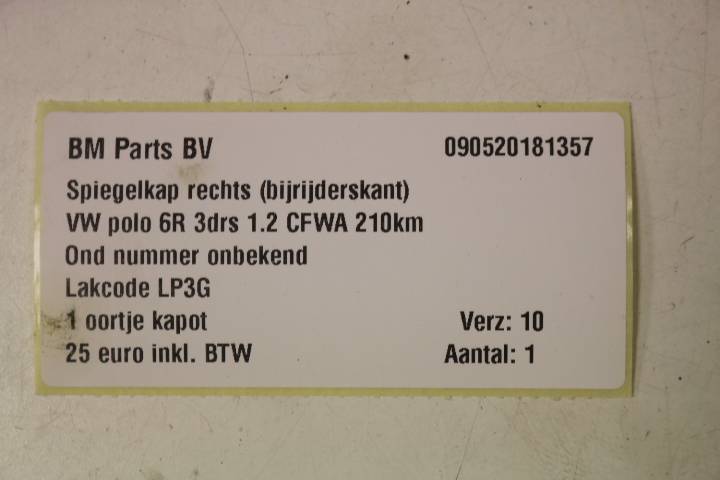 BM Parts BV 090520181357
Spiegelkap rechts (bijrijderskant)
VW polo 6R 3drs 1.2 CFWA 210km
Ond nummer onbekend
Lakcode LP3G
1 oortje kapot Verz: 10
25 euro inkl. BTW Aantal: 1